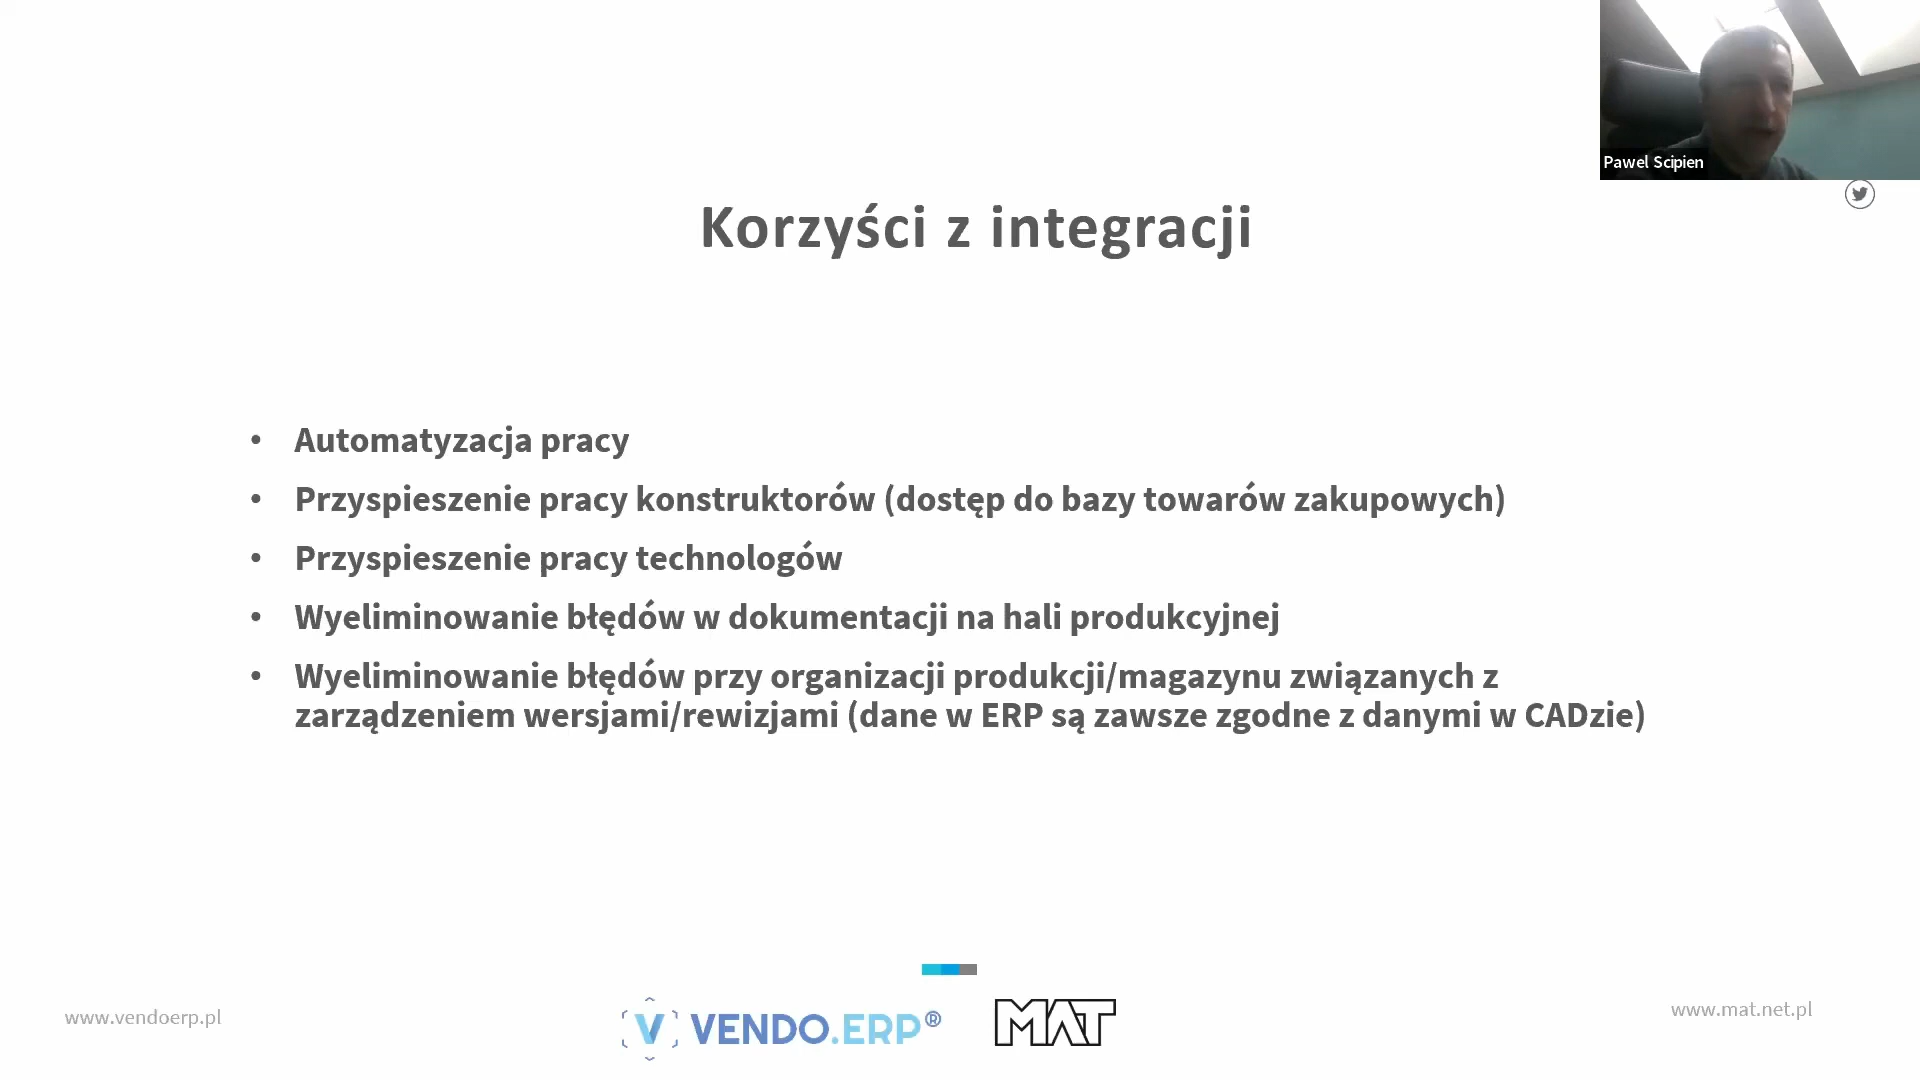 Pawel Scipien
Korzyści z integracji
• Automatyzacja pracy
• Przyspieszenie pracy konstruktorów (dostęp do bazy towarów zakupowych)
• Przyspieszenie pracy technologów
• Wyeliminowanie błędów w dokumentacji na hali produkcyjnej
• Wyeliminowanie błędów przy organizacji produkcji/magazynu związanych z
zarządzeniem wersjami/rewizjami (dane w ERP są zawsze zgodne z danymi w CADzie)
www.vendoerp.pl
V VENDO.ERP®
MAT
www.mat.net.pl